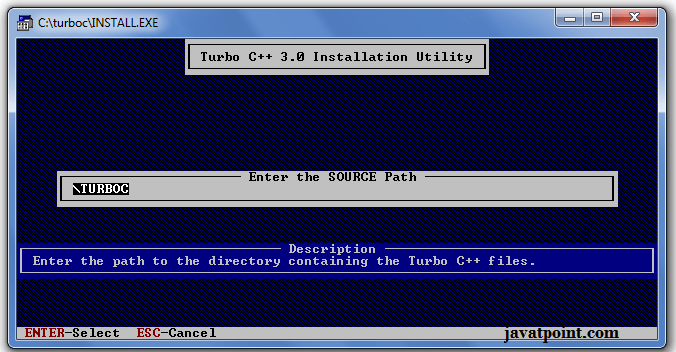 C:\turboc\INSTALL.EXE
Turbo C++ 3.0 Installation Utility
Enter the SOURCE Path
\TURBOC
Description
Enter the path to the directory containing the Turbo C++ files.
ENTER-Select ESC-Cancel
javatpoint.com